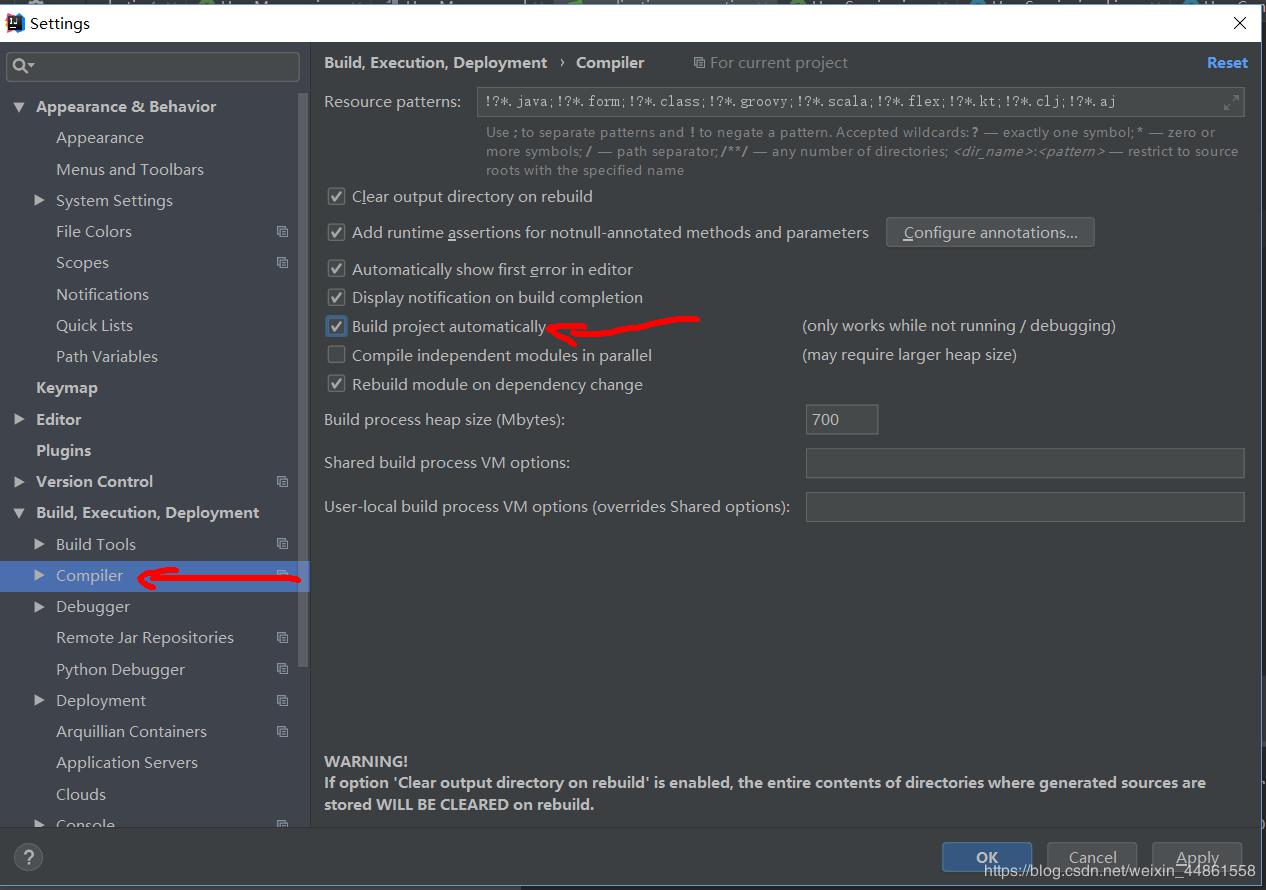 Settings
Appearance & Behavior
Appearance
Menus and Toolbars
System Settings
File Colors
Scopes
Notifications
Quick Lists
Path Variables
Keymap
Editor
Plugins
Version Control
Build, Execution, Deployment
Build Tools
Compiler
Debugger
Remote Jar Repositories
Python Debugger
Deployment
Arquillian Containers
Application Servers
Clouds
Console
Build, Execution, Deployment › Compiler For current project Reset
Resource patterns: !?*.java;!?*.form;!?*.class;!?*.groovy;!?*.scala;!?*.flex;!?*.kt;!?*.clj;!?*.aj
Use ; to separate patterns and ! to negate a pattern. Accepted wildcards: ? — exactly one symbol; * — zero or
more symbols; / — path separator; /**/ — any number of directories; <dir_name>:<pattern> — restrict to source
roots with the specified name
Clear output directory on rebuild
Add runtime assertions for notnull-annotated methods and parameters Configure annotations...
Automatically show first error in editor
Display notification on build completion
Build project automatically (only works while not running / debugging)
Compile independent modules in parallel (may require larger heap size)
Rebuild module on dependency change
Build process heap size (Mbytes): 700
Shared build process VM options:
User-local build process VM options (overrides Shared options):
WARNING!
If option 'Clear output directory on rebuild' is enabled, the entire contents of directories where generated sources are
stored WILL BE CLEARED on rebuild.
? OK Cancel Apply
https://blog.csdn.net/weixin_44861558